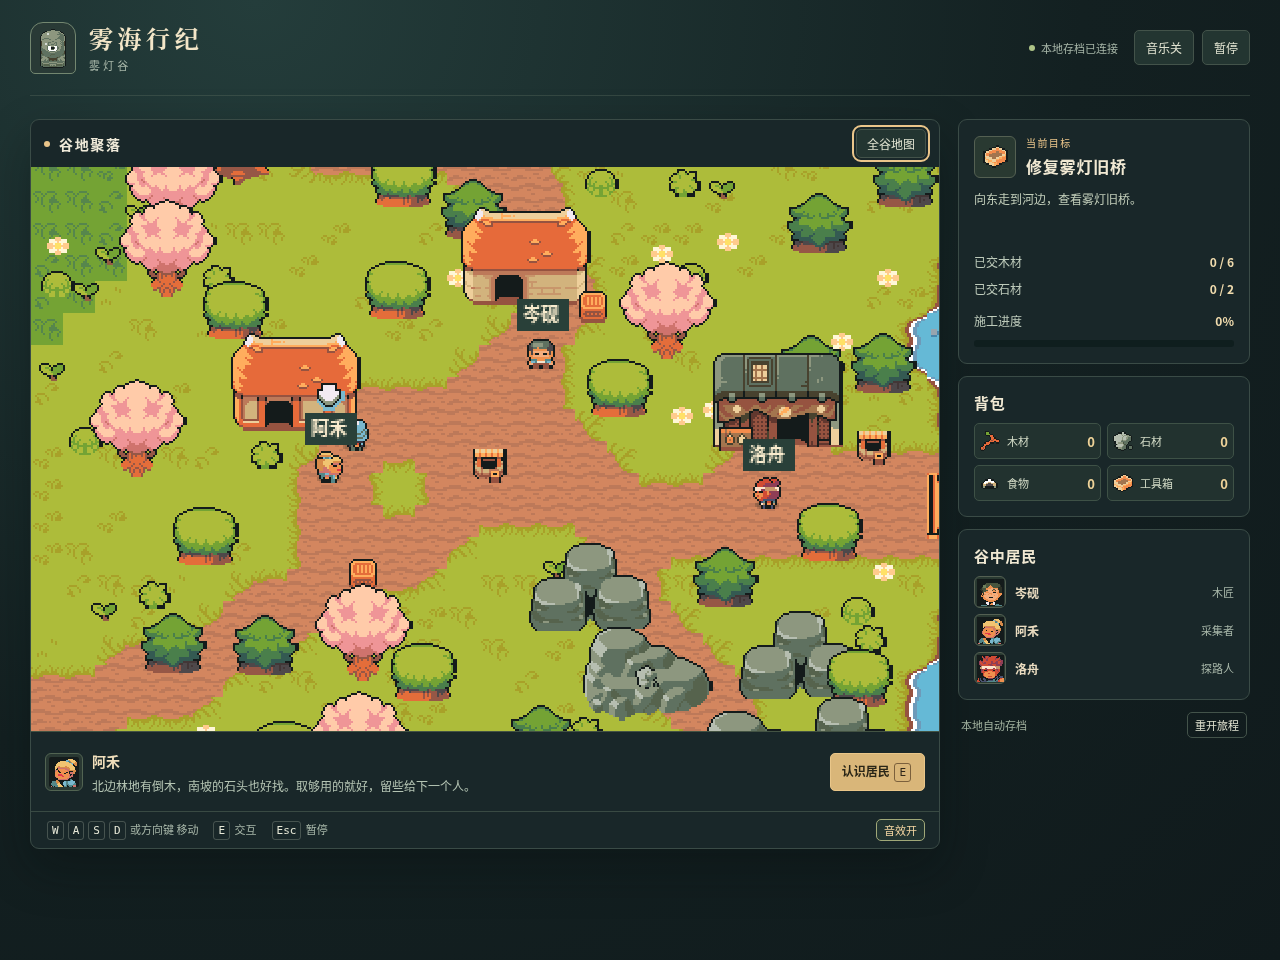 雾海行纪
雾灯谷
本地存档已连接
音乐关
暂停
谷地聚落
全谷地图
岑砚
阿禾
洛舟
阿禾
北边林地有倒木，南坡的石头也好找。取够用的就好，留些给下一个人。
认识居民 E
W A S D 或方向键 移动 E 交互 Esc 暂停
音效开
当前目标
修复雾灯旧桥
向东走到河边，查看雾灯旧桥。
已交木材 0 / 6
已交石材 0 / 2
施工进度 0%
背包
木材 0 石材 0
食物 0 工具箱 0
谷中居民
岑砚 木匠
阿禾 采集者
洛舟 探路人
本地自动存档
重开旅程